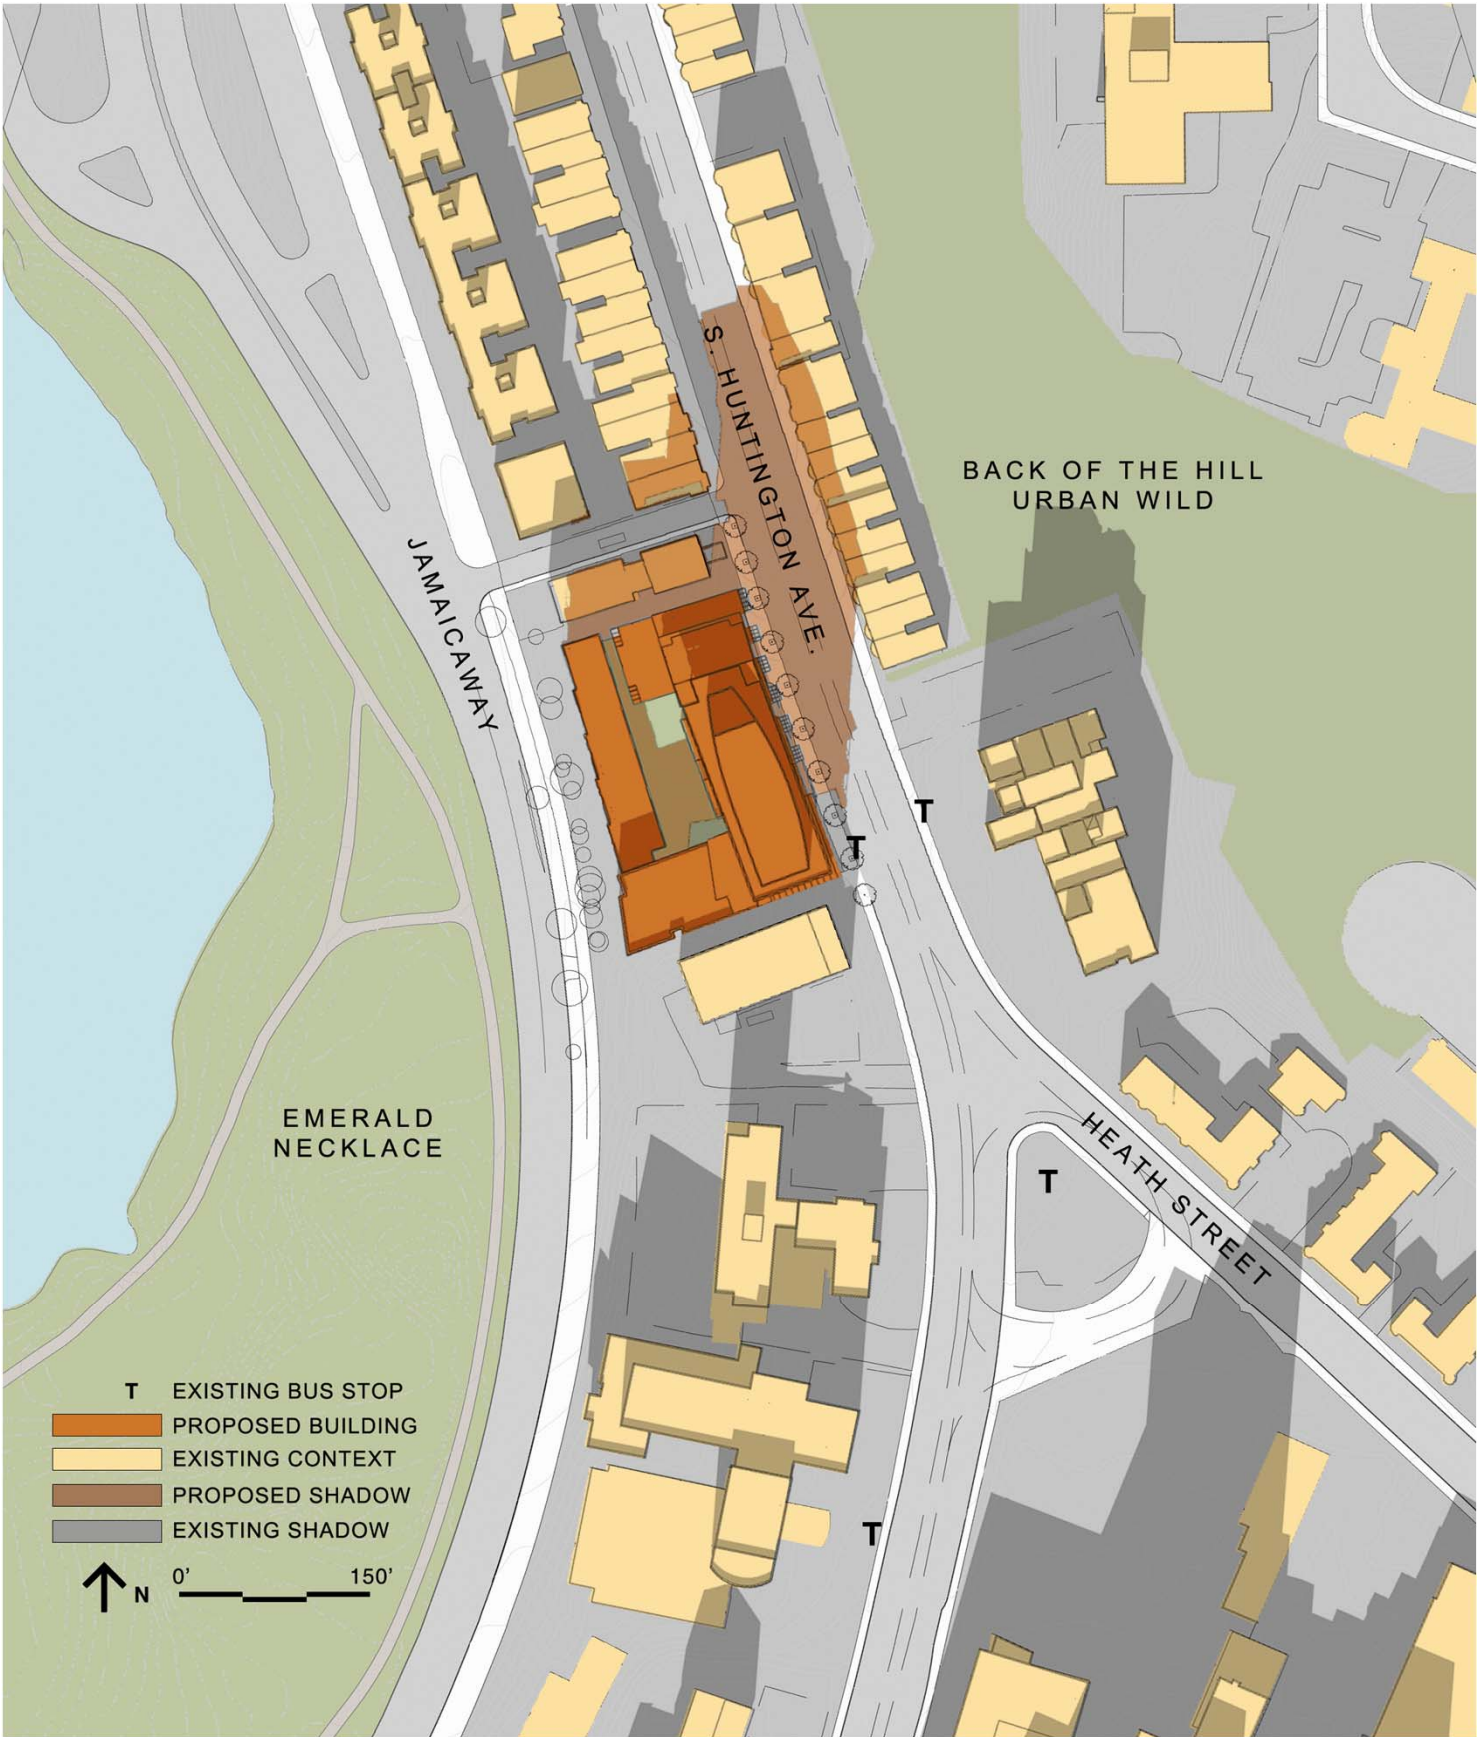 S. HUNTINGTON AVE.
BACK OF THE HILL
URBAN WILD
JAMAICAWAY
T
T
EMERALD
NECKLACE
HEATH STREET
T
T EXISTING BUS STOP
PROPOSED BUILDING
EXISTING CONTEXT
PROPOSED SHADOW
EXISTING SHADOW
T
N 0' 150'